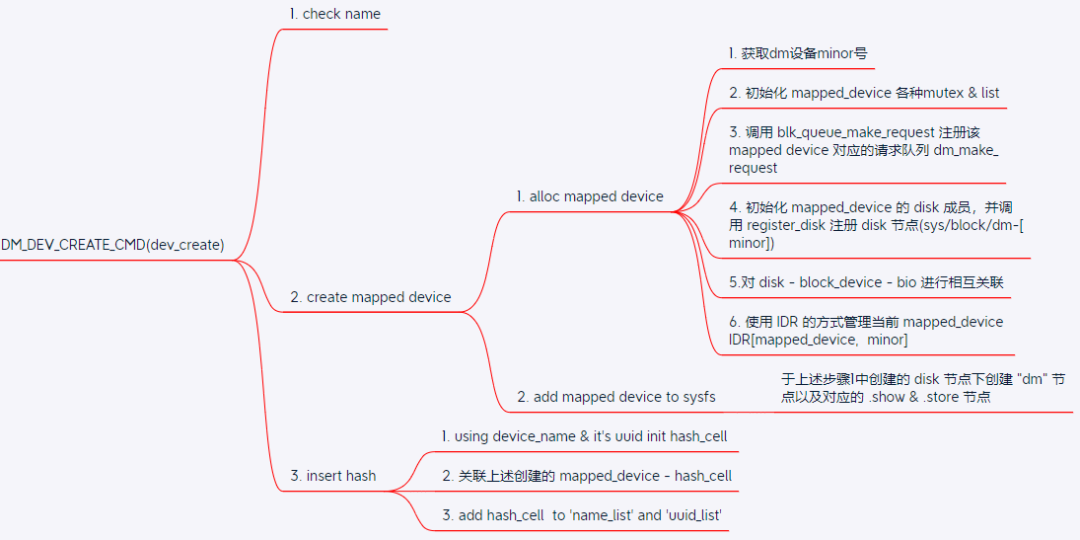 DM_DEV_CREATE_CMD(dev_create)
1. check name
2. create mapped device
1. alloc mapped device
1. 获取dm设备minor号
2. 初始化 mapped_device 各种mutex & list
3. 调用 blk_queue_make_request 注册该
mapped device 对应的请求队列 dm_make_
request
4. 初始化 mapped_device 的 disk 成员，并调
用 register_disk 注册 disk 节点(sys/block/dm-[
minor])
5.对 disk - block_device - bio 进行相互关联
6. 使用 IDR 的方式管理当前 mapped_device
IDR[mapped_device, minor]
2. add mapped device to sysfs
于上述步骤1中创建的 disk 节点下创建 "dm" 节
点以及对应的 .show & .store 节点
3. insert hash
1. using device_name & it's uuid init hash_cell
2. 关联上述创建的 mapped_device - hash_cell
3. add hash_cell to 'name_list' and 'uuid_list'